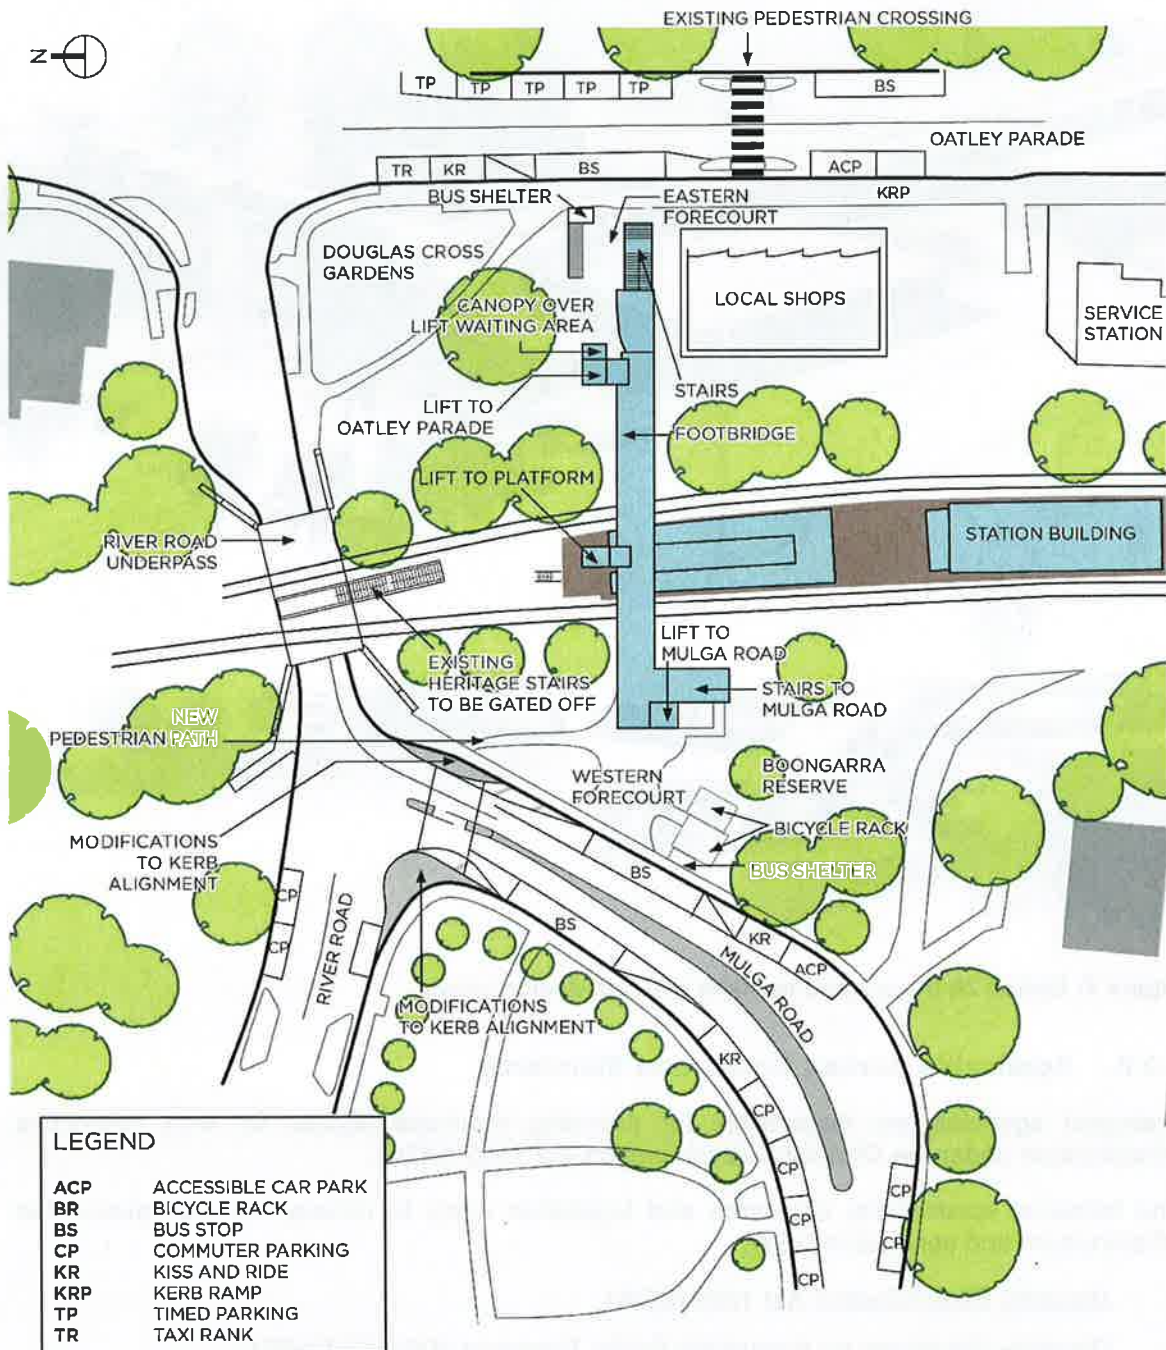 EXISTING PEDESTRIAN CROSSING
N
TP
TP
TP
TP
TP
BS
OATLEY PARADE
TR
KR
BS
ACP
KRP
BUS SHELTER
EASTERN
FORECOURT
DOUGLAS CROSS
GARDENS
CANOPY OVER
LIFT WAITING AREA
LOCAL SHOPS
SERVICE
STATION
STAIRS
LIFT TO
OATLEY PARADE
FOOTBRIDGE
LIFT TO PLATFORM
RIVER ROAD
UNDERPASS
STATION BUILDING
LIFT TO
MULGA ROAD
EXISTING
HERITAGE STAIRS
TO BE GATED OFF
STAIRS TO
MULGA ROAD
NEW
PEDESTRIAN PATH
WESTERN
FORECOURT
BOONGARRA
RESERVE
BICYCLE RACK
MODIFICATIONS
TO KERB
ALIGNMENT
BUS SHELTER
BS
CP
CP
BS
KR
ACP
RIVER ROAD
MULGA ROAD
MODIFICATIONS
TO KERB ALIGNMENT
KR
CP
CP
CP
CP
CP
CP
LEGEND
ACP ACCESSIBLE CAR PARK
BR BICYCLE RACK
BS BUS STOP
CP COMMUTER PARKING
KR KISS AND RIDE
KRP KERB RAMP
TP TIMED PARKING
TR TAXI RANK